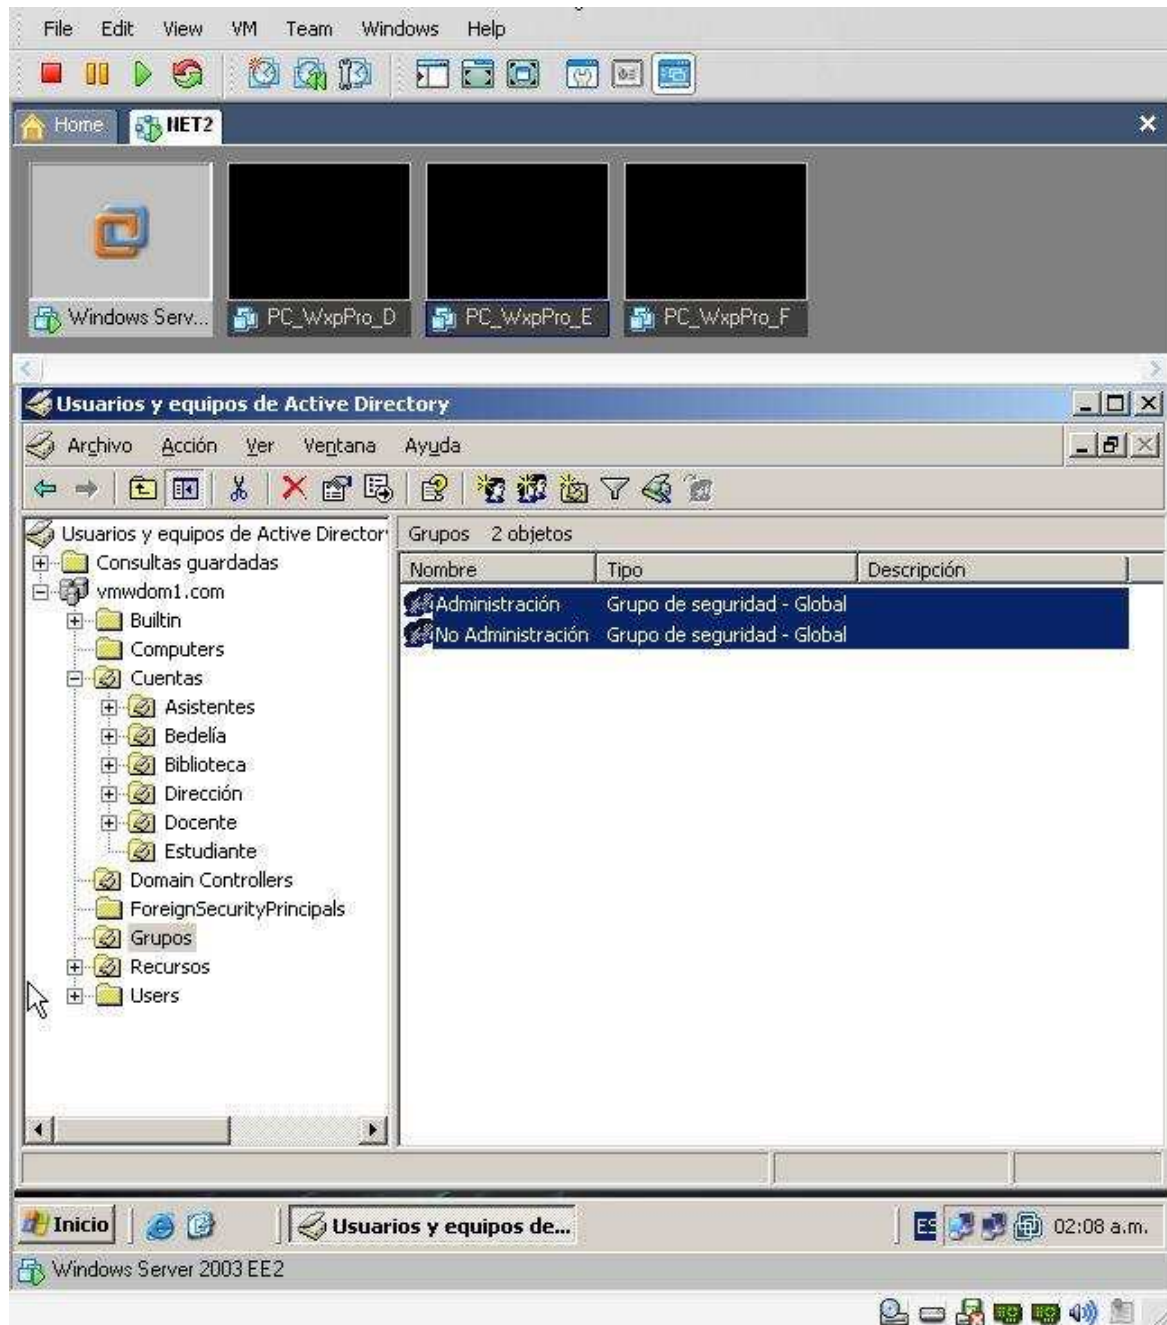 File Edit View VM Team Windows Help
Home NET2
Windows Serv... PC_WxpPro_D PC_WxpPro_E PC_WxpPro_F
Usuarios y equipos de Active Directory
Archivo Acción Ver Ventana Ayuda
Usuarios y equipos de Active Director
Consultas guardadas
vmwdom1.com
Builtin
Computers
Cuentas
Asistentes
Bedelía
Biblioteca
Dirección
Docente
Estudiante
Domain Controllers
ForeignSecurityPrincipals
Grupos
Recursos
Users
Grupos 2 objetos
Nombre Tipo Descripción
Administración Grupo de seguridad - Global
No Administración Grupo de seguridad - Global
Inicio Usuarios y equipos de... ES 02:08 a.m.
Windows Server 2003 EE2